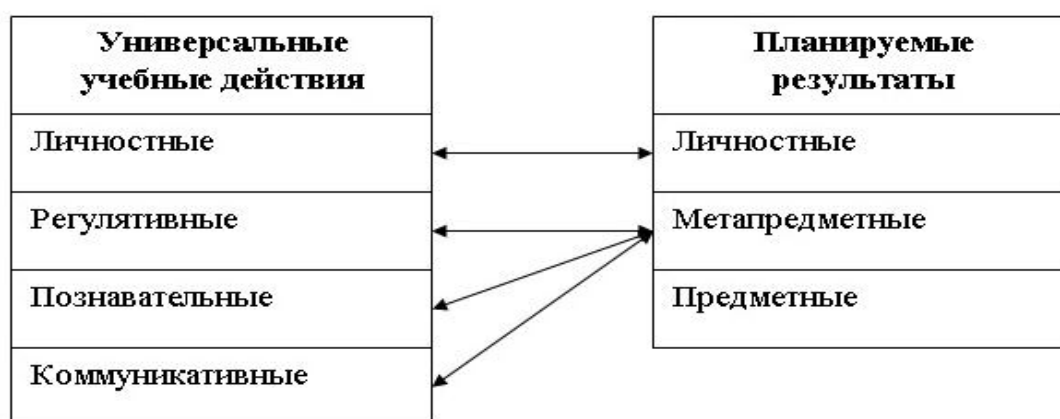 Универсальные
учебные действия
Личностные
Регулятивные
Познавательные
Коммуникативные
Планируемые
результаты
Личностные
Метапредметные
Предметные